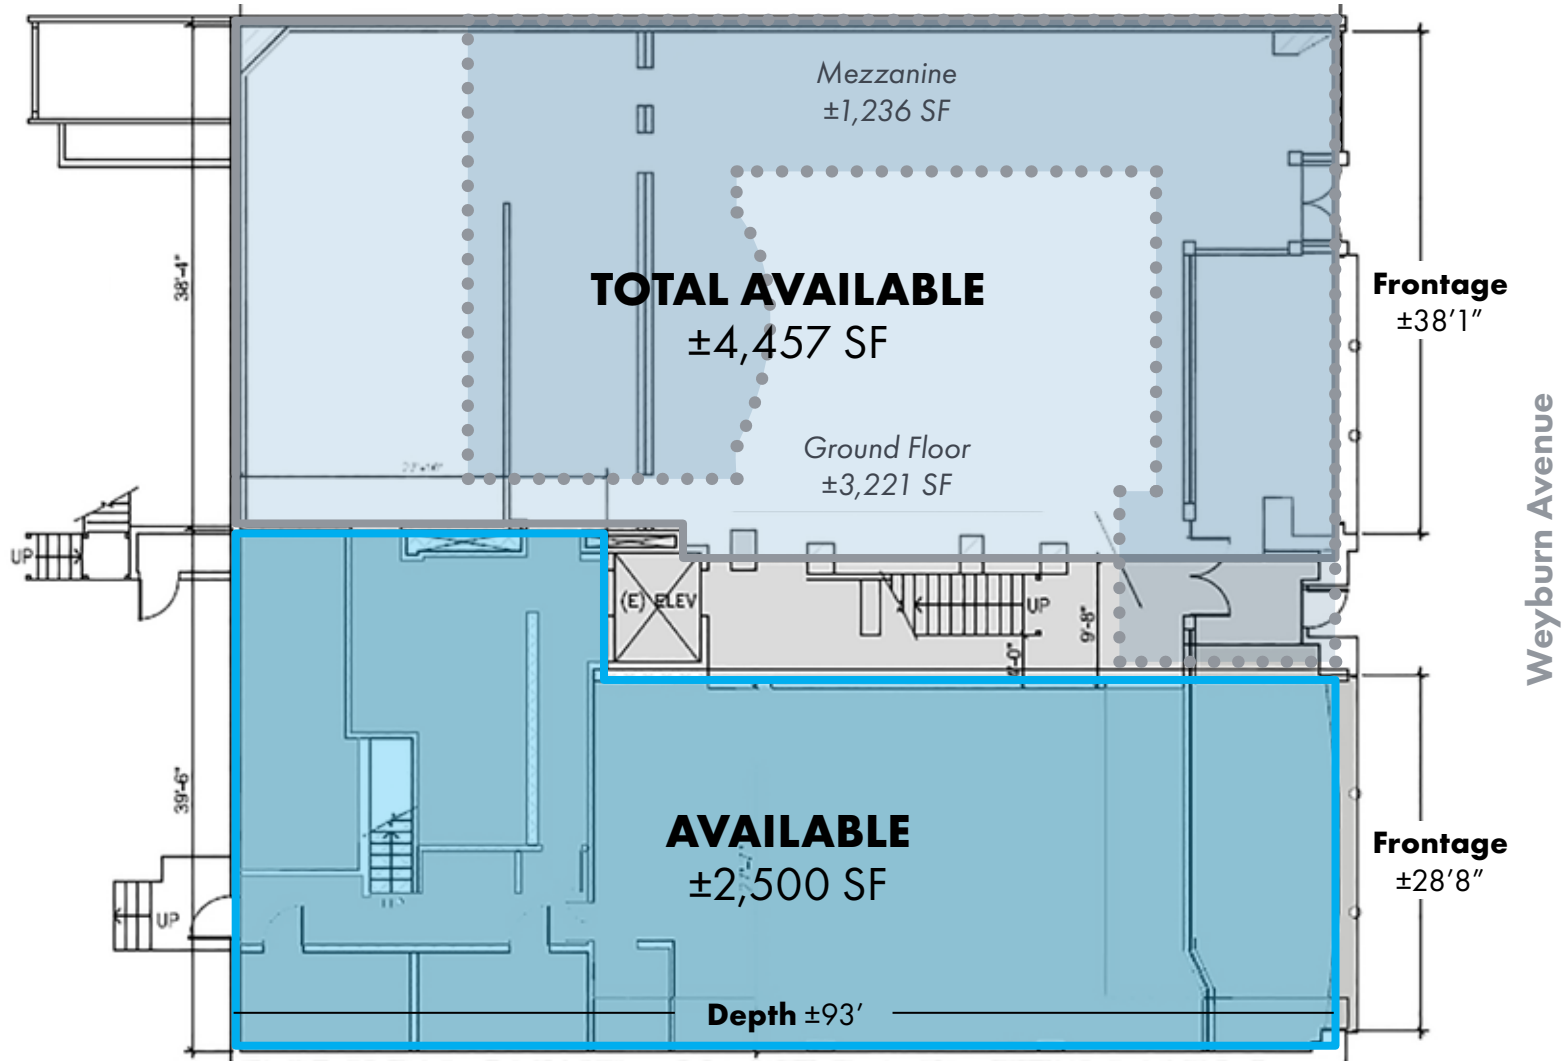 Mezzanine
±1,236 SF
38'-4"
TOTAL AVAILABLE
±4,457 SF
Frontage
±38’1”
Ground Floor
±3,221 SF
Weyburn Avenue
UP
(E) ELEV
UP
9'-8"
39'-6"
AVAILABLE
±2,500 SF
Frontage
±28’8”
UP
Depth ±93’